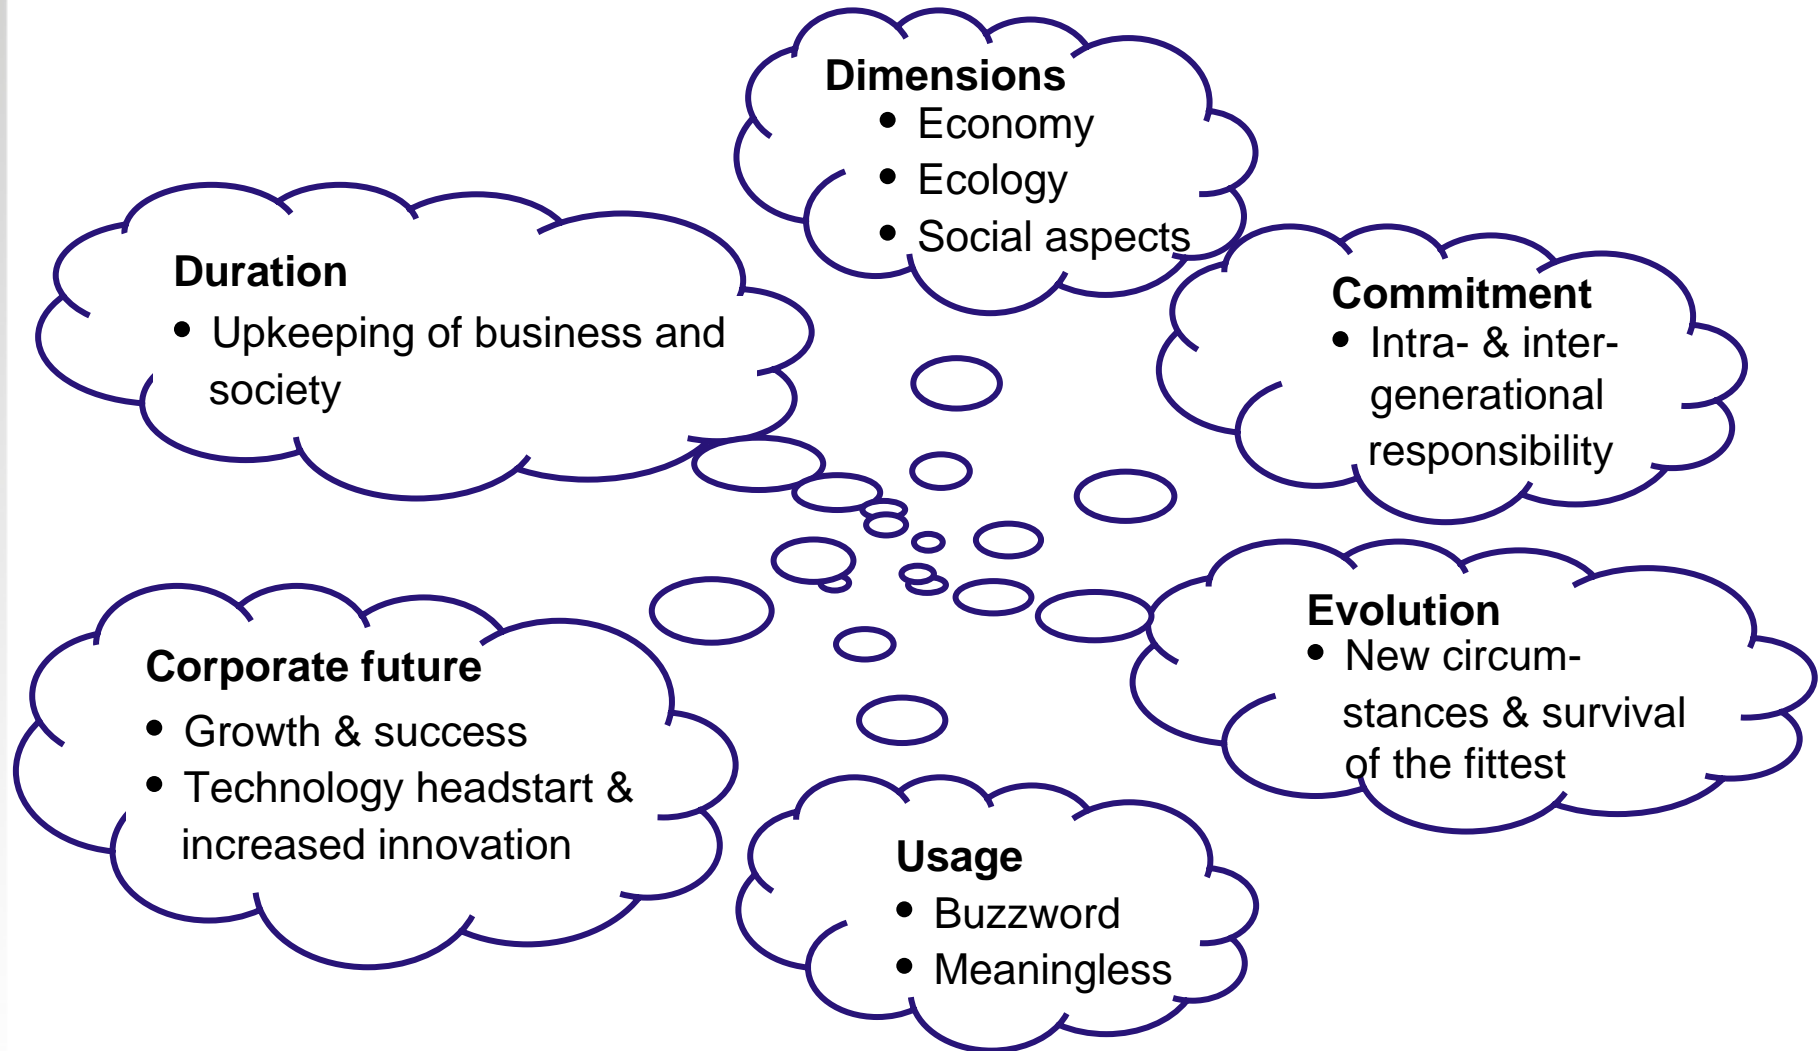 Dimensions
• Economy
• Ecology
• Social aspects
Duration
• Upkeeping of business and
society
Commitment
• Intra- & inter-
generational
responsibility
Corporate future
• Growth & success
• Technology headstart &
increased innovation
Evolution
• New circum-
stances & survival
of the fittest
Usage
• Buzzword
• Meaningless